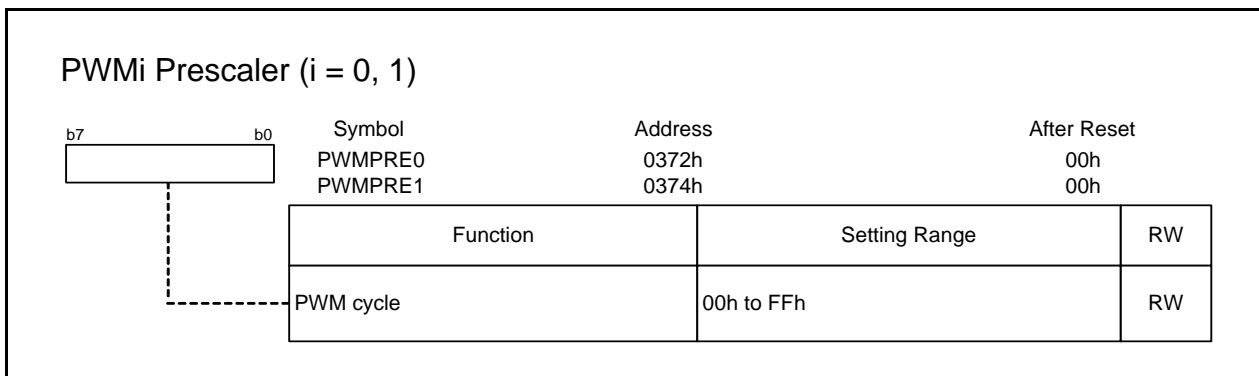 PWMi Prescaler (i = 0, 1)
b7 b0 Symbol Address After Reset
PWMPRE0 0372h 00h
PWMPRE1 0374h 00h
Function Setting Range RW
PWM cycle 00h to FFh RW